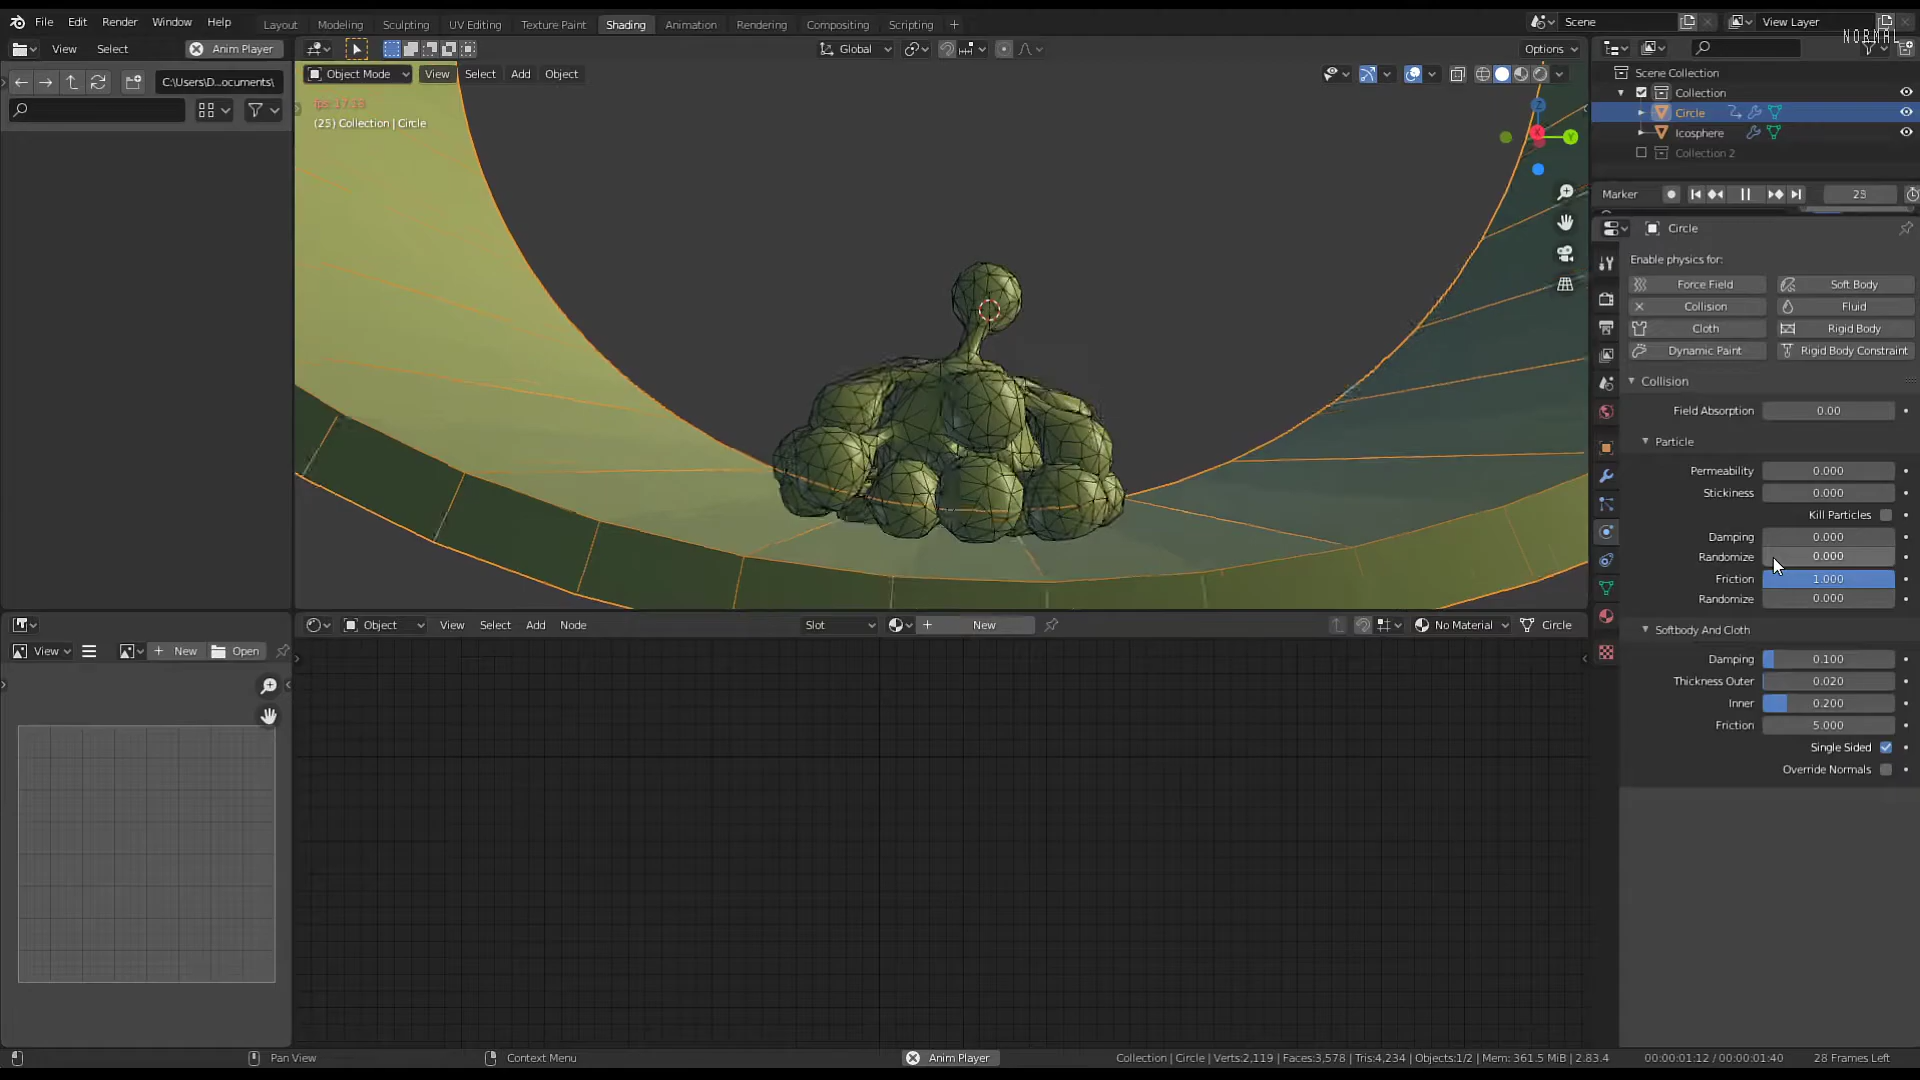 File Edit Render Window Help Layout Modeling Sculpting UV Editing Texture Paint Shading Animation Rendering Compositing Scripting + Scene View Layer
NORMAL
View Select Anim Player Global Options
C:\Users\D...ocuments\ Object Mode View Select Add Object
fps: 17.38
(25) Collection | Circle
X Y Z
Scene Collection
Collection
Circle
Icosphere
Collection 2
Marker 23
Circle
Enable physics for:
Force Field Soft Body
Collision Fluid
Cloth Rigid Body
Dynamic Paint Rigid Body Constraint
Collision
Field Absorption 0.00
Particle
Permeability 0.000
Stickiness 0.000
Kill Particles
Damping 0.000
Randomize 0.000
Friction 1.000
Randomize 0.000
Softbody And Cloth
Damping 0.100
Thickness Outer 0.020
Inner 0.200
Friction 5.000
Single Sided
Override Normals
Object View Select Add Node Slot + New No Material Circle
View + New Open
Pan View Context Menu Anim Player Collection | Circle | Verts:2,119 | Faces:3,578 | Tris:4,234 | Objects:1/2 | Mem: 361.5 MiB | 2.83.4 00:00:01:12 / 00:00:01:40 28 Frames Left